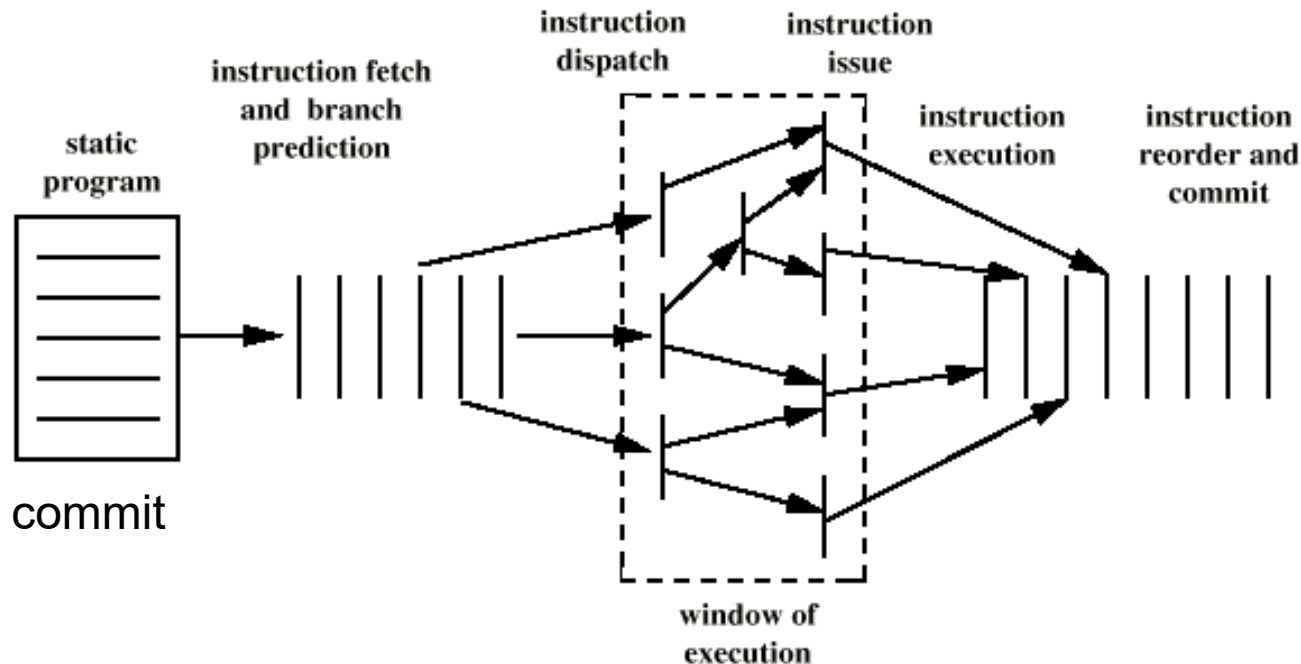 static
program
instruction fetch
and branch
prediction
instruction
dispatch
instruction
issue
instruction
execution
instruction
reorder and
commit
commit
window of
execution